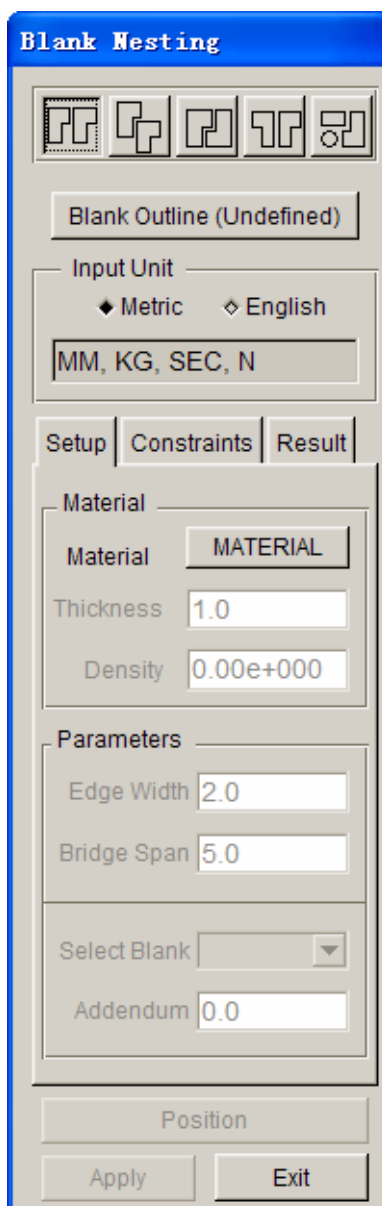 Blank Nesting
Blank Outline (Undefined)
Input Unit
Metric English
MM, KG, SEC, N
Setup Constraints Result
Material
Material MATERIAL
Thickness 1.0
Density 0.00e+000
Parameters
Edge Width 2.0
Bridge Span 5.0
Select Blank
Addendum 0.0
Position
Apply Exit